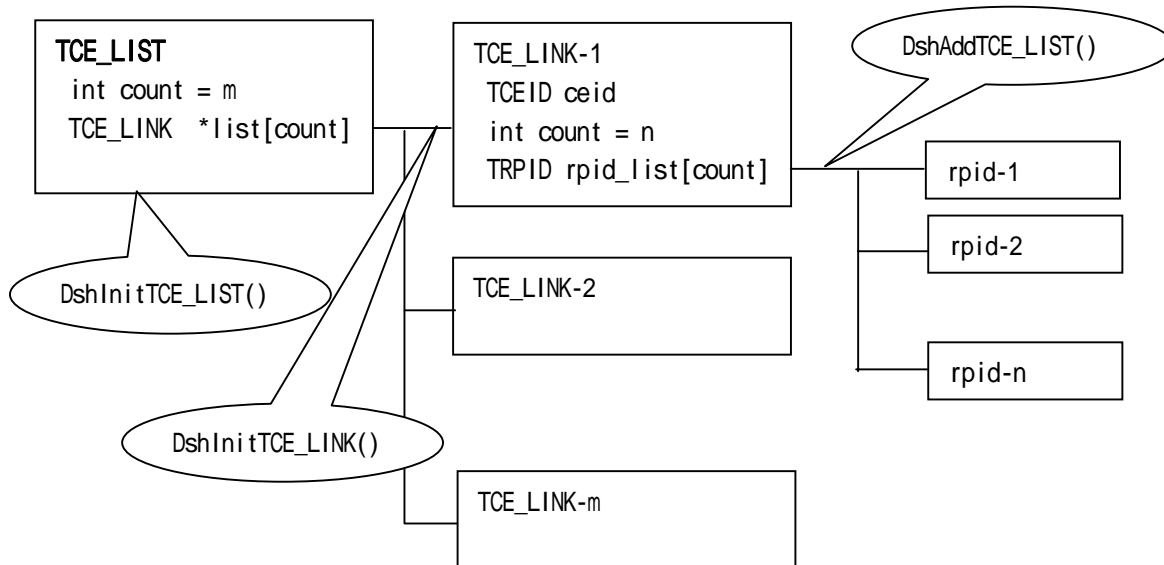 TCE_LIST
int count = m
TCE_LINK *list[count]
TCE_LINK-1
TCEID ceid
int count = n
TRPID rpid_list[count]
DshAddTCE_LIST()
rpid-1
rpid-2
rpid-n
DshInitTCE_LIST()
TCE_LINK-2
DshInitTCE_LINK()
TCE_LINK-m